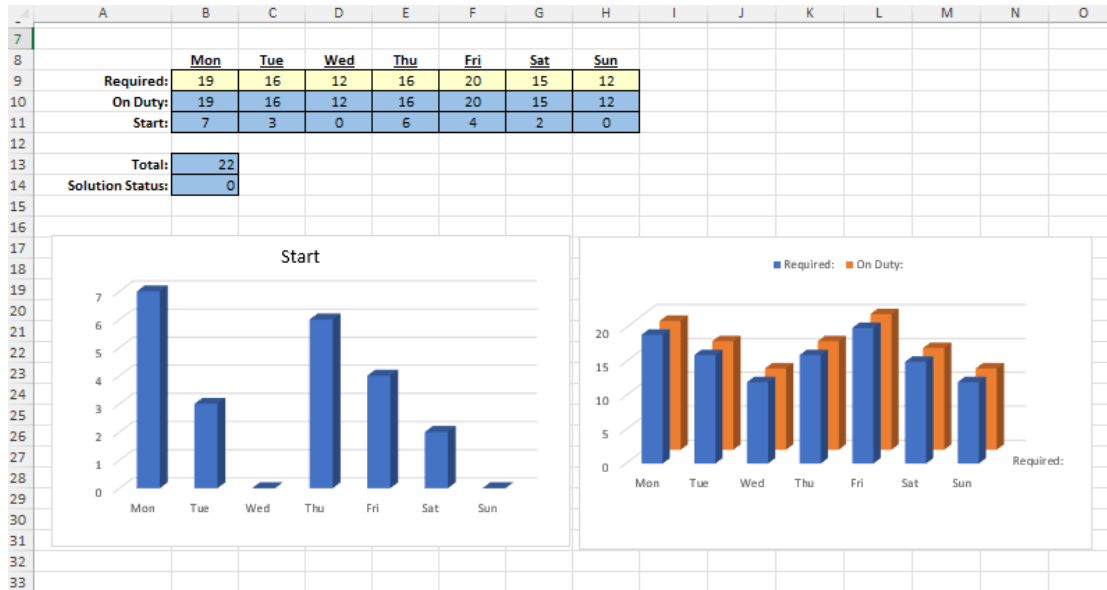 A B C D E F G H I J K L M N O
7
8 Mon Tue Wed Thu Fri Sat Sun
9 Required: 19 16 12 16 20 15 12
10 On Duty: 19 16 12 16 20 15 12
11 Start: 7 3 0 6 4 2 0
12
13 Total: 22
14 Solution Status: 0
15
16
17
18
19
20
21
22
23
24
25
26
27
28
29
30
31
32
33
Start
7
6
5
4
3
2
1
0
Mon Tue Wed Thu Fri Sat Sun
Required: On Duty:
20
15
10
5
0
Required:
Mon Tue Wed Thu Fri Sat Sun